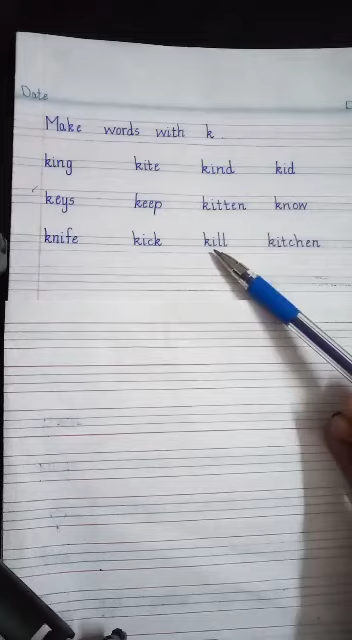 Date
Make words with k
king kite kind kid
keys keep kitten know
knife kick kill kitchen